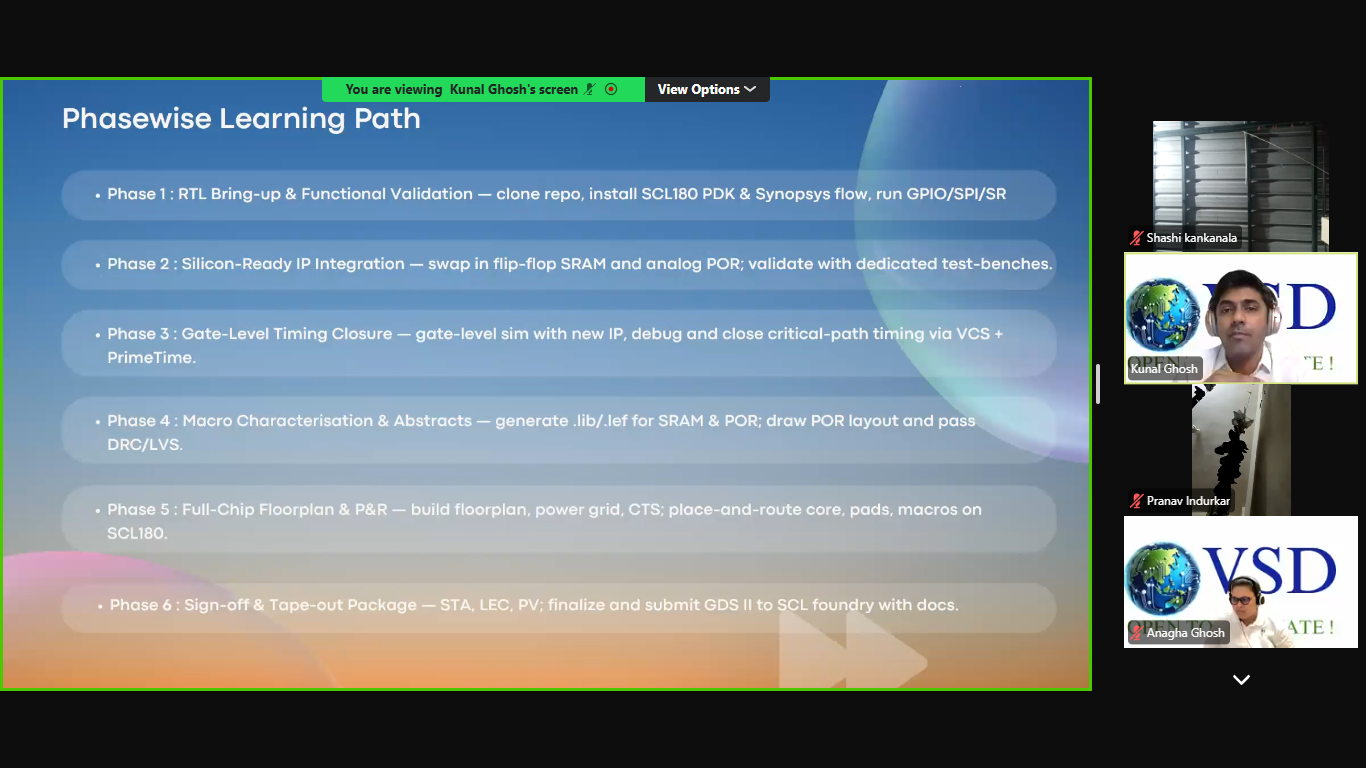 You are viewing Kunal Ghosh's screen
View Options
Phasewise Learning Path
• Phase 1 : RTL Bring-up & Functional Validation — clone repo, install SCL180 PDK & Synopsys flow, run GPIO/SPI/SR
• Phase 2 : Silicon-Ready IP Integration — swap in flip-flop SRAM and analog POR; validate with dedicated test-benches.
• Phase 3 : Gate-Level Timing Closure — gate-level sim with new IP, debug and close critical-path timing via VCS +
PrimeTime.
• Phase 4 : Macro Characterisation & Abstracts — generate .lib/.lef for SRAM & POR; draw POR layout and pass
DRC/LVS.
• Phase 5 : Full-Chip Floorplan & P&R — build floorplan, power grid, CTS; place-and-route core, pads, macros on
SCL180.
• Phase 6 : Sign-off & Tape-out Package — STA, LEC, PV; finalize and submit GDS II to SCL foundry with docs.
Shashi kankanala
VSD
Kunal Ghosh
Pranav Indurkar
VSD
Anagha Ghosh